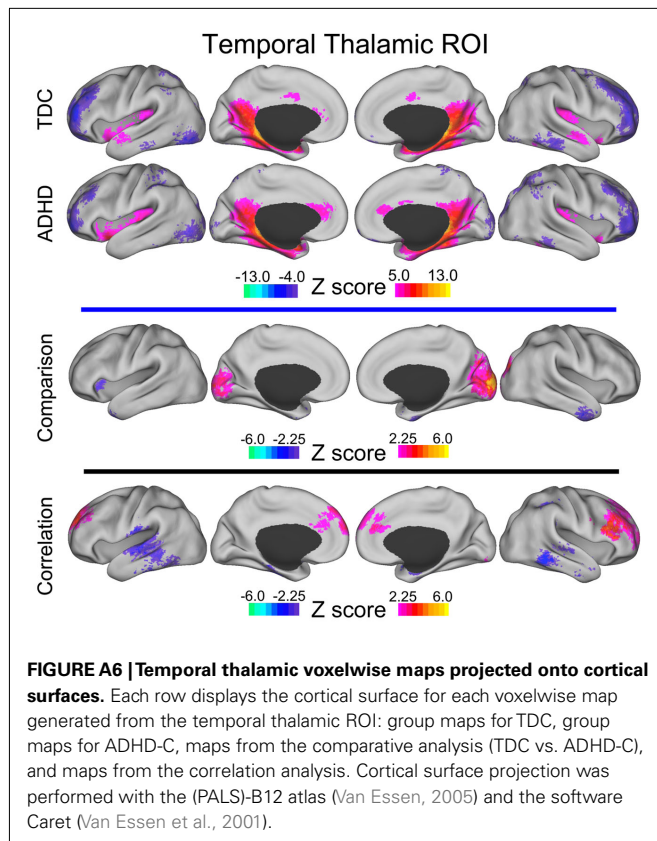 Temporal Thalamic ROI
TDC
ADHD
-13.0 -4.0 Z score 5.0 13.0
Comparison
-6.0 -2.25 Z score 2.25 6.0
Correlation
-6.0 -2.25 Z score 2.25 6.0
FIGURE A6 | Temporal thalamic voxelwise maps projected onto cortical
surfaces. Each row displays the cortical surface for each voxelwise map
generated from the temporal thalamic ROI: group maps for TDC, group
maps for ADHD-C, maps from the comparative analysis (TDC vs. ADHD-C),
and maps from the correlation analysis. Cortical surface projection was
performed with the (PALS)-B12 atlas (Van Essen, 2005) and the software
Caret (Van Essen et al., 2001).